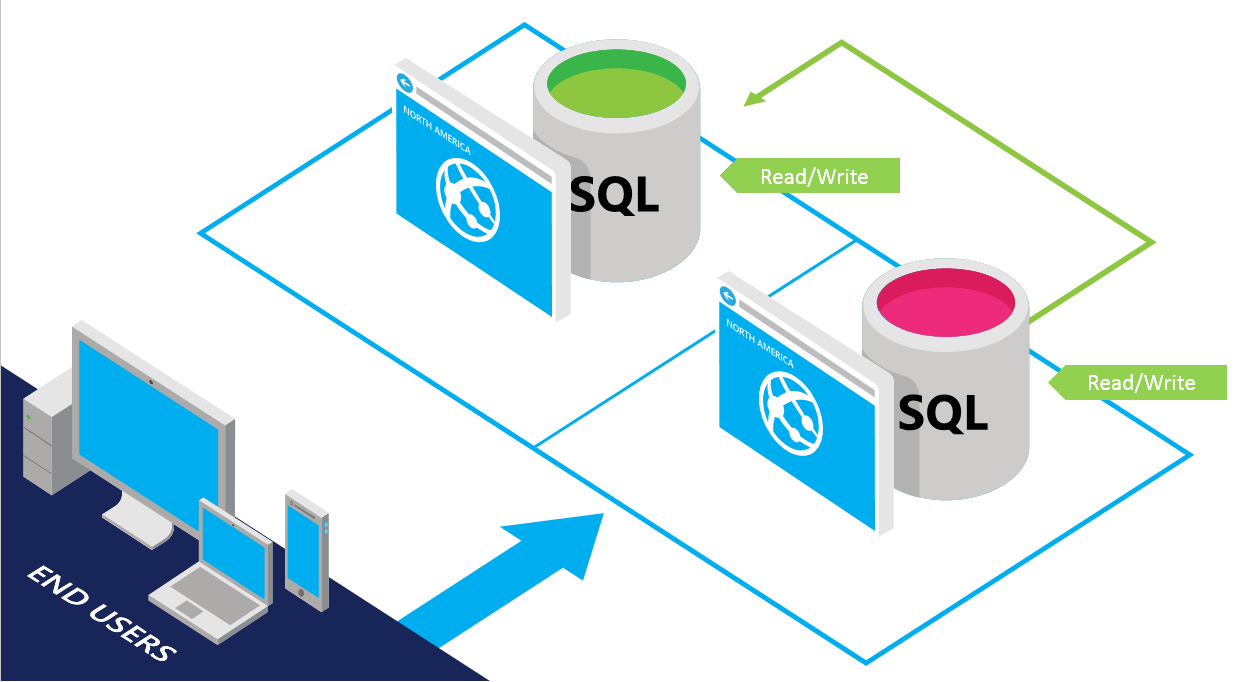 NORTH AMERICA
SQL
Read/Write
NORTH AMERICA
SQL
Read/Write
END USERS